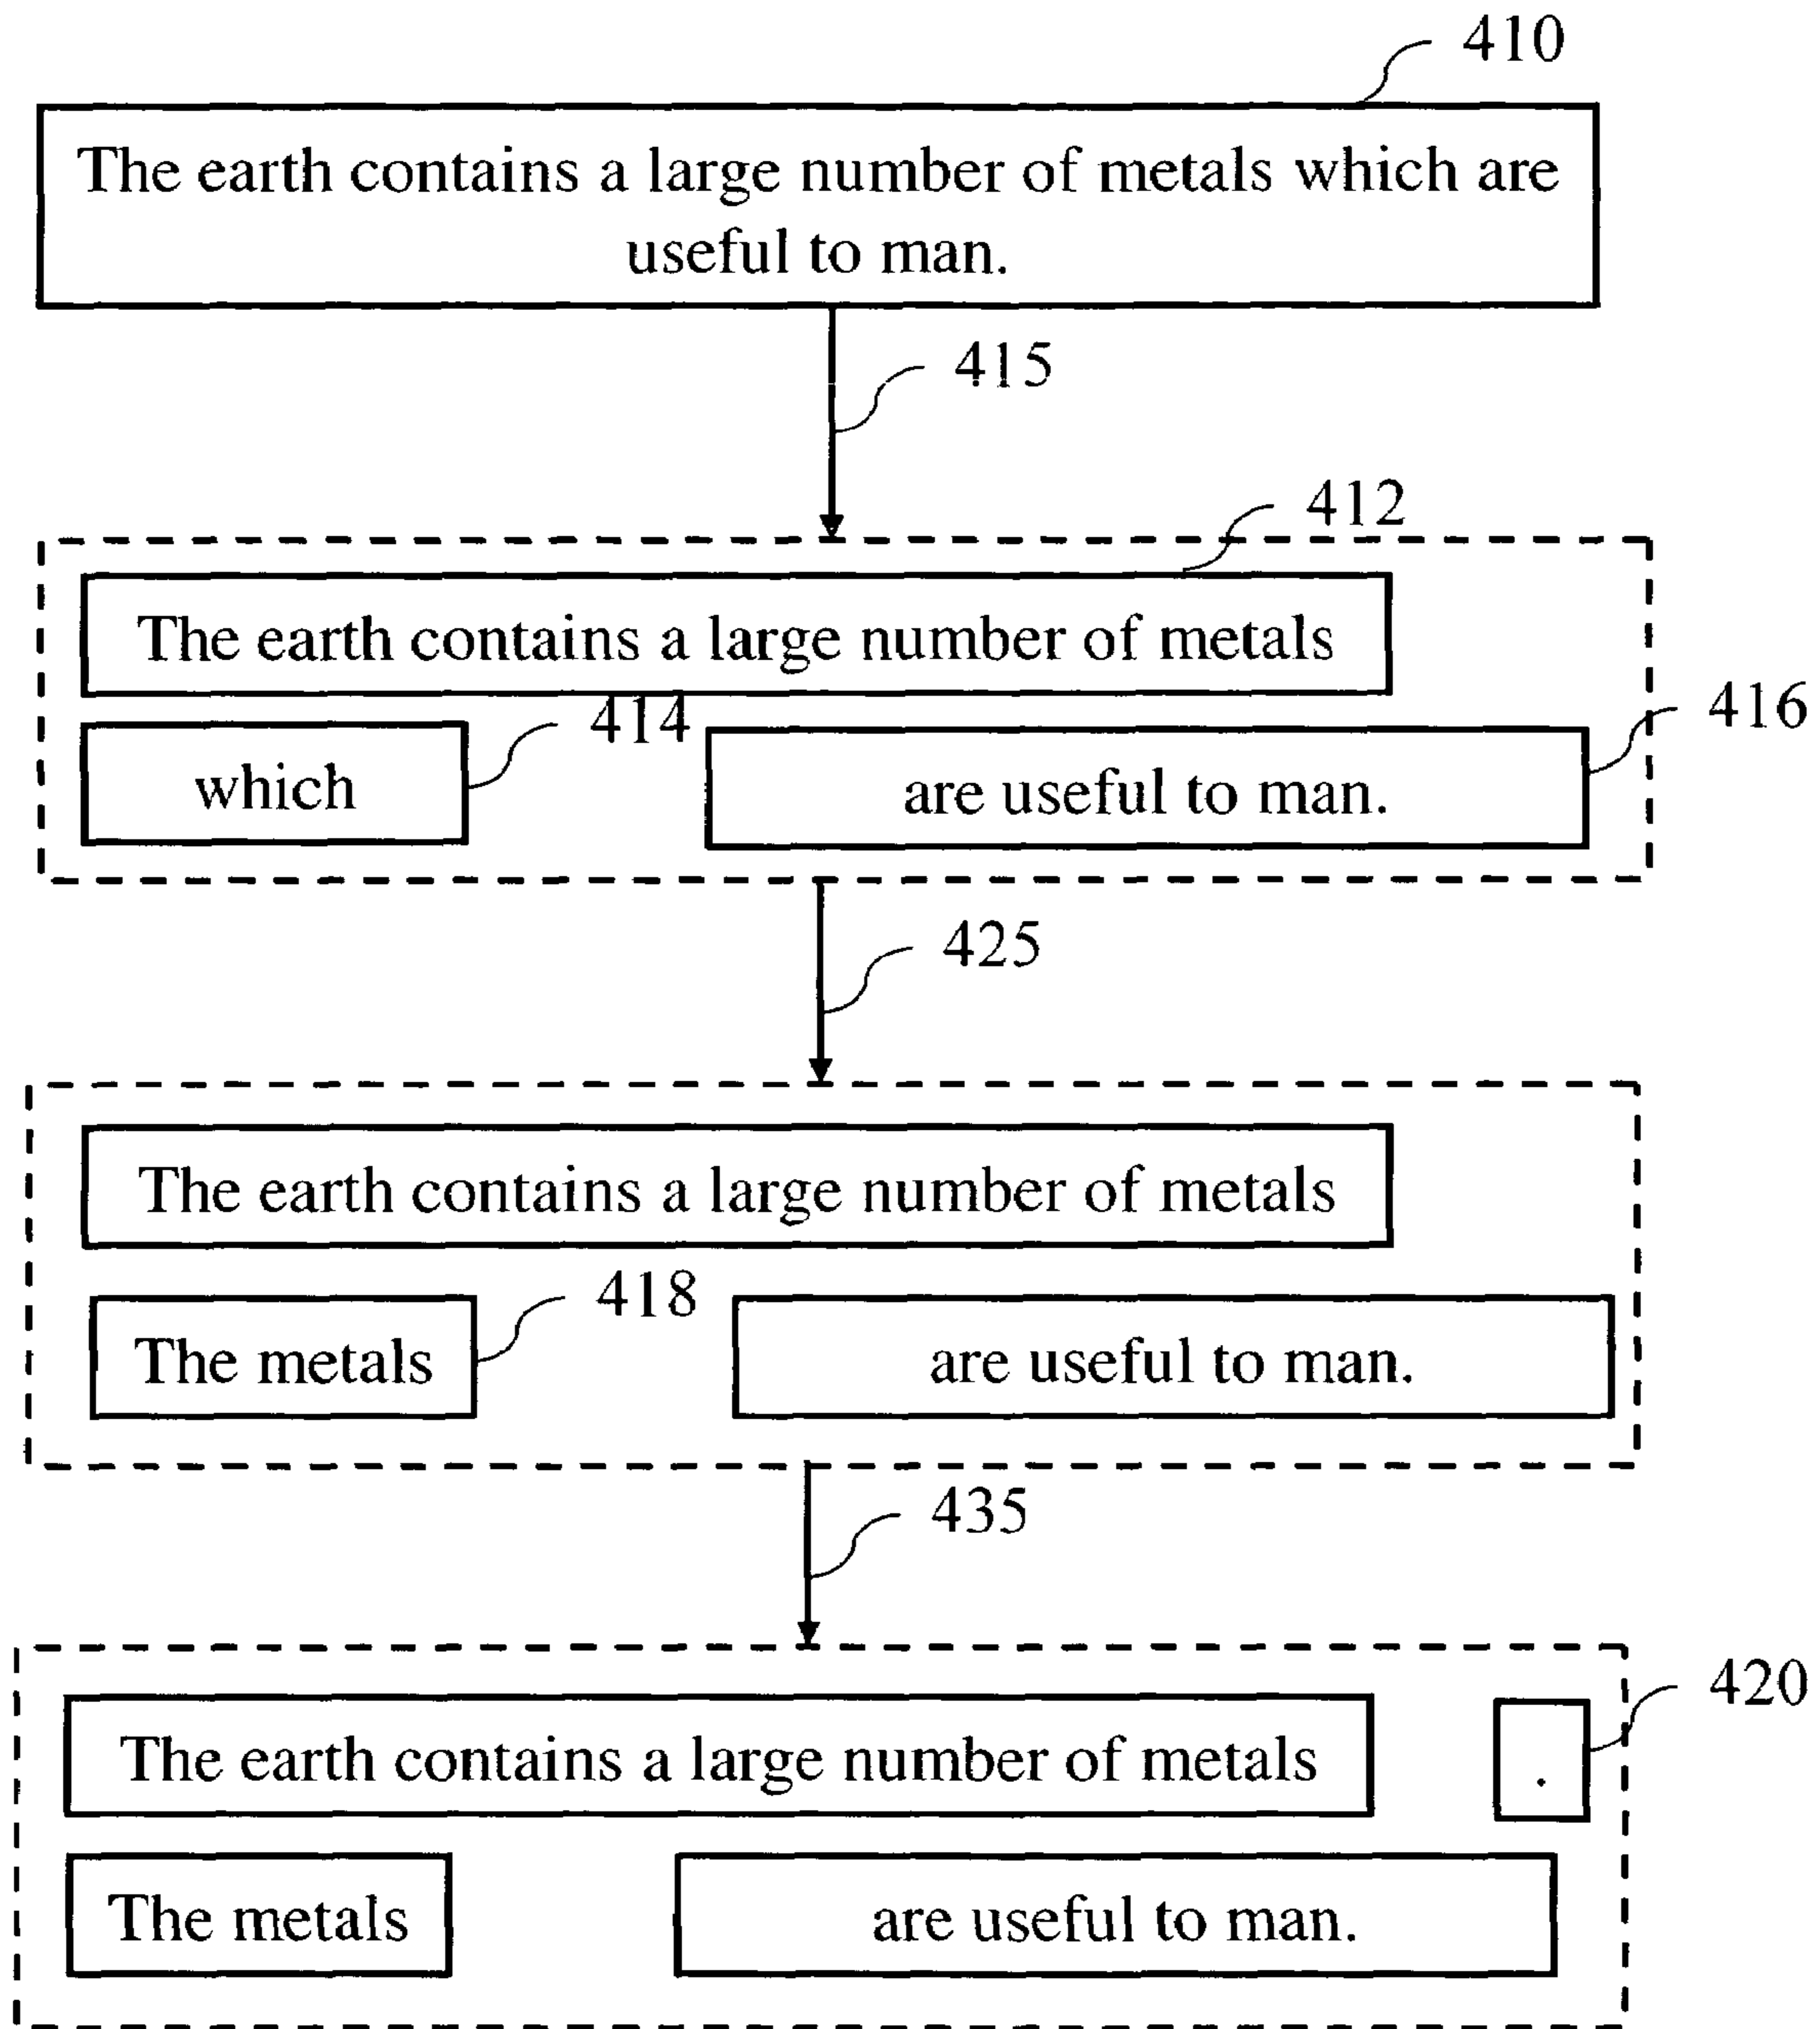 410
The earth contains a large number of metals which are
useful to man.
415
412
The earth contains a large number of metals
414
416
which
are useful to man.
425
The earth contains a large number of metals
418
The metals
are useful to man.
435
420
The earth contains a large number of metals
.
The metals
are useful to man.